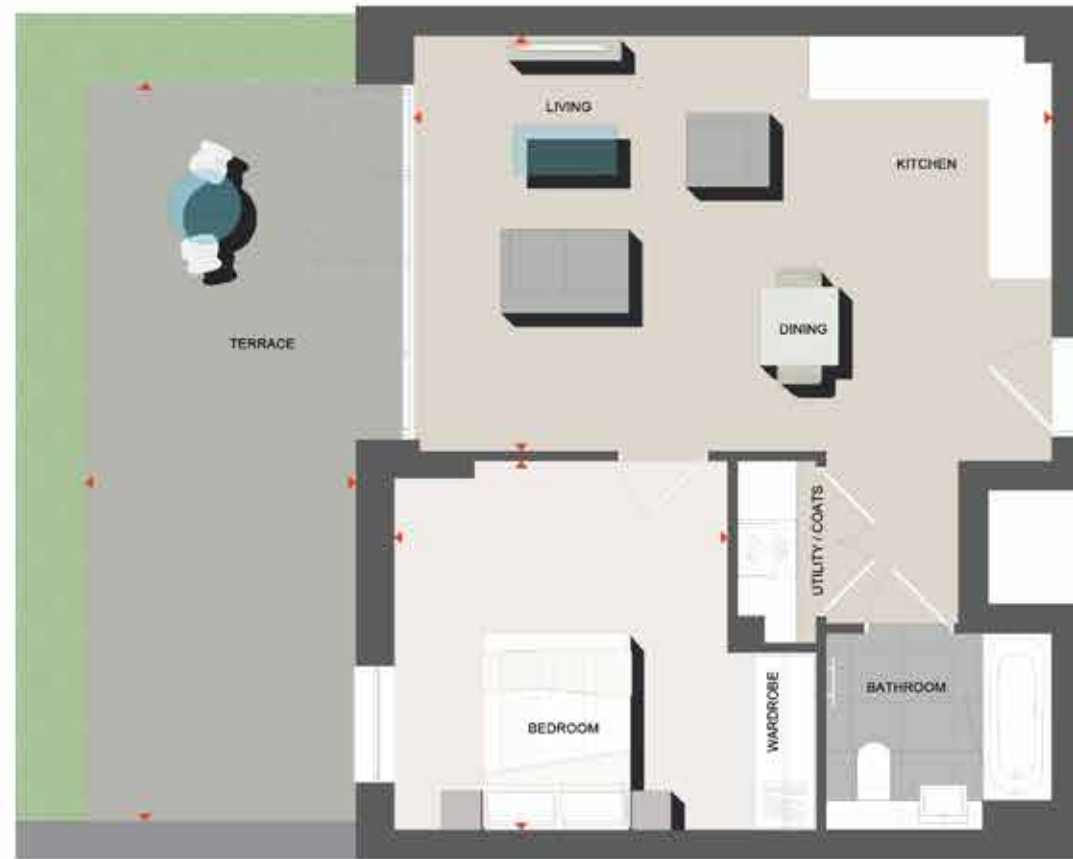 LIVING
KITCHEN
DINING
TERRACE
UTILITY / COATS
BATHROOM
WARDROBE
BEDROOM